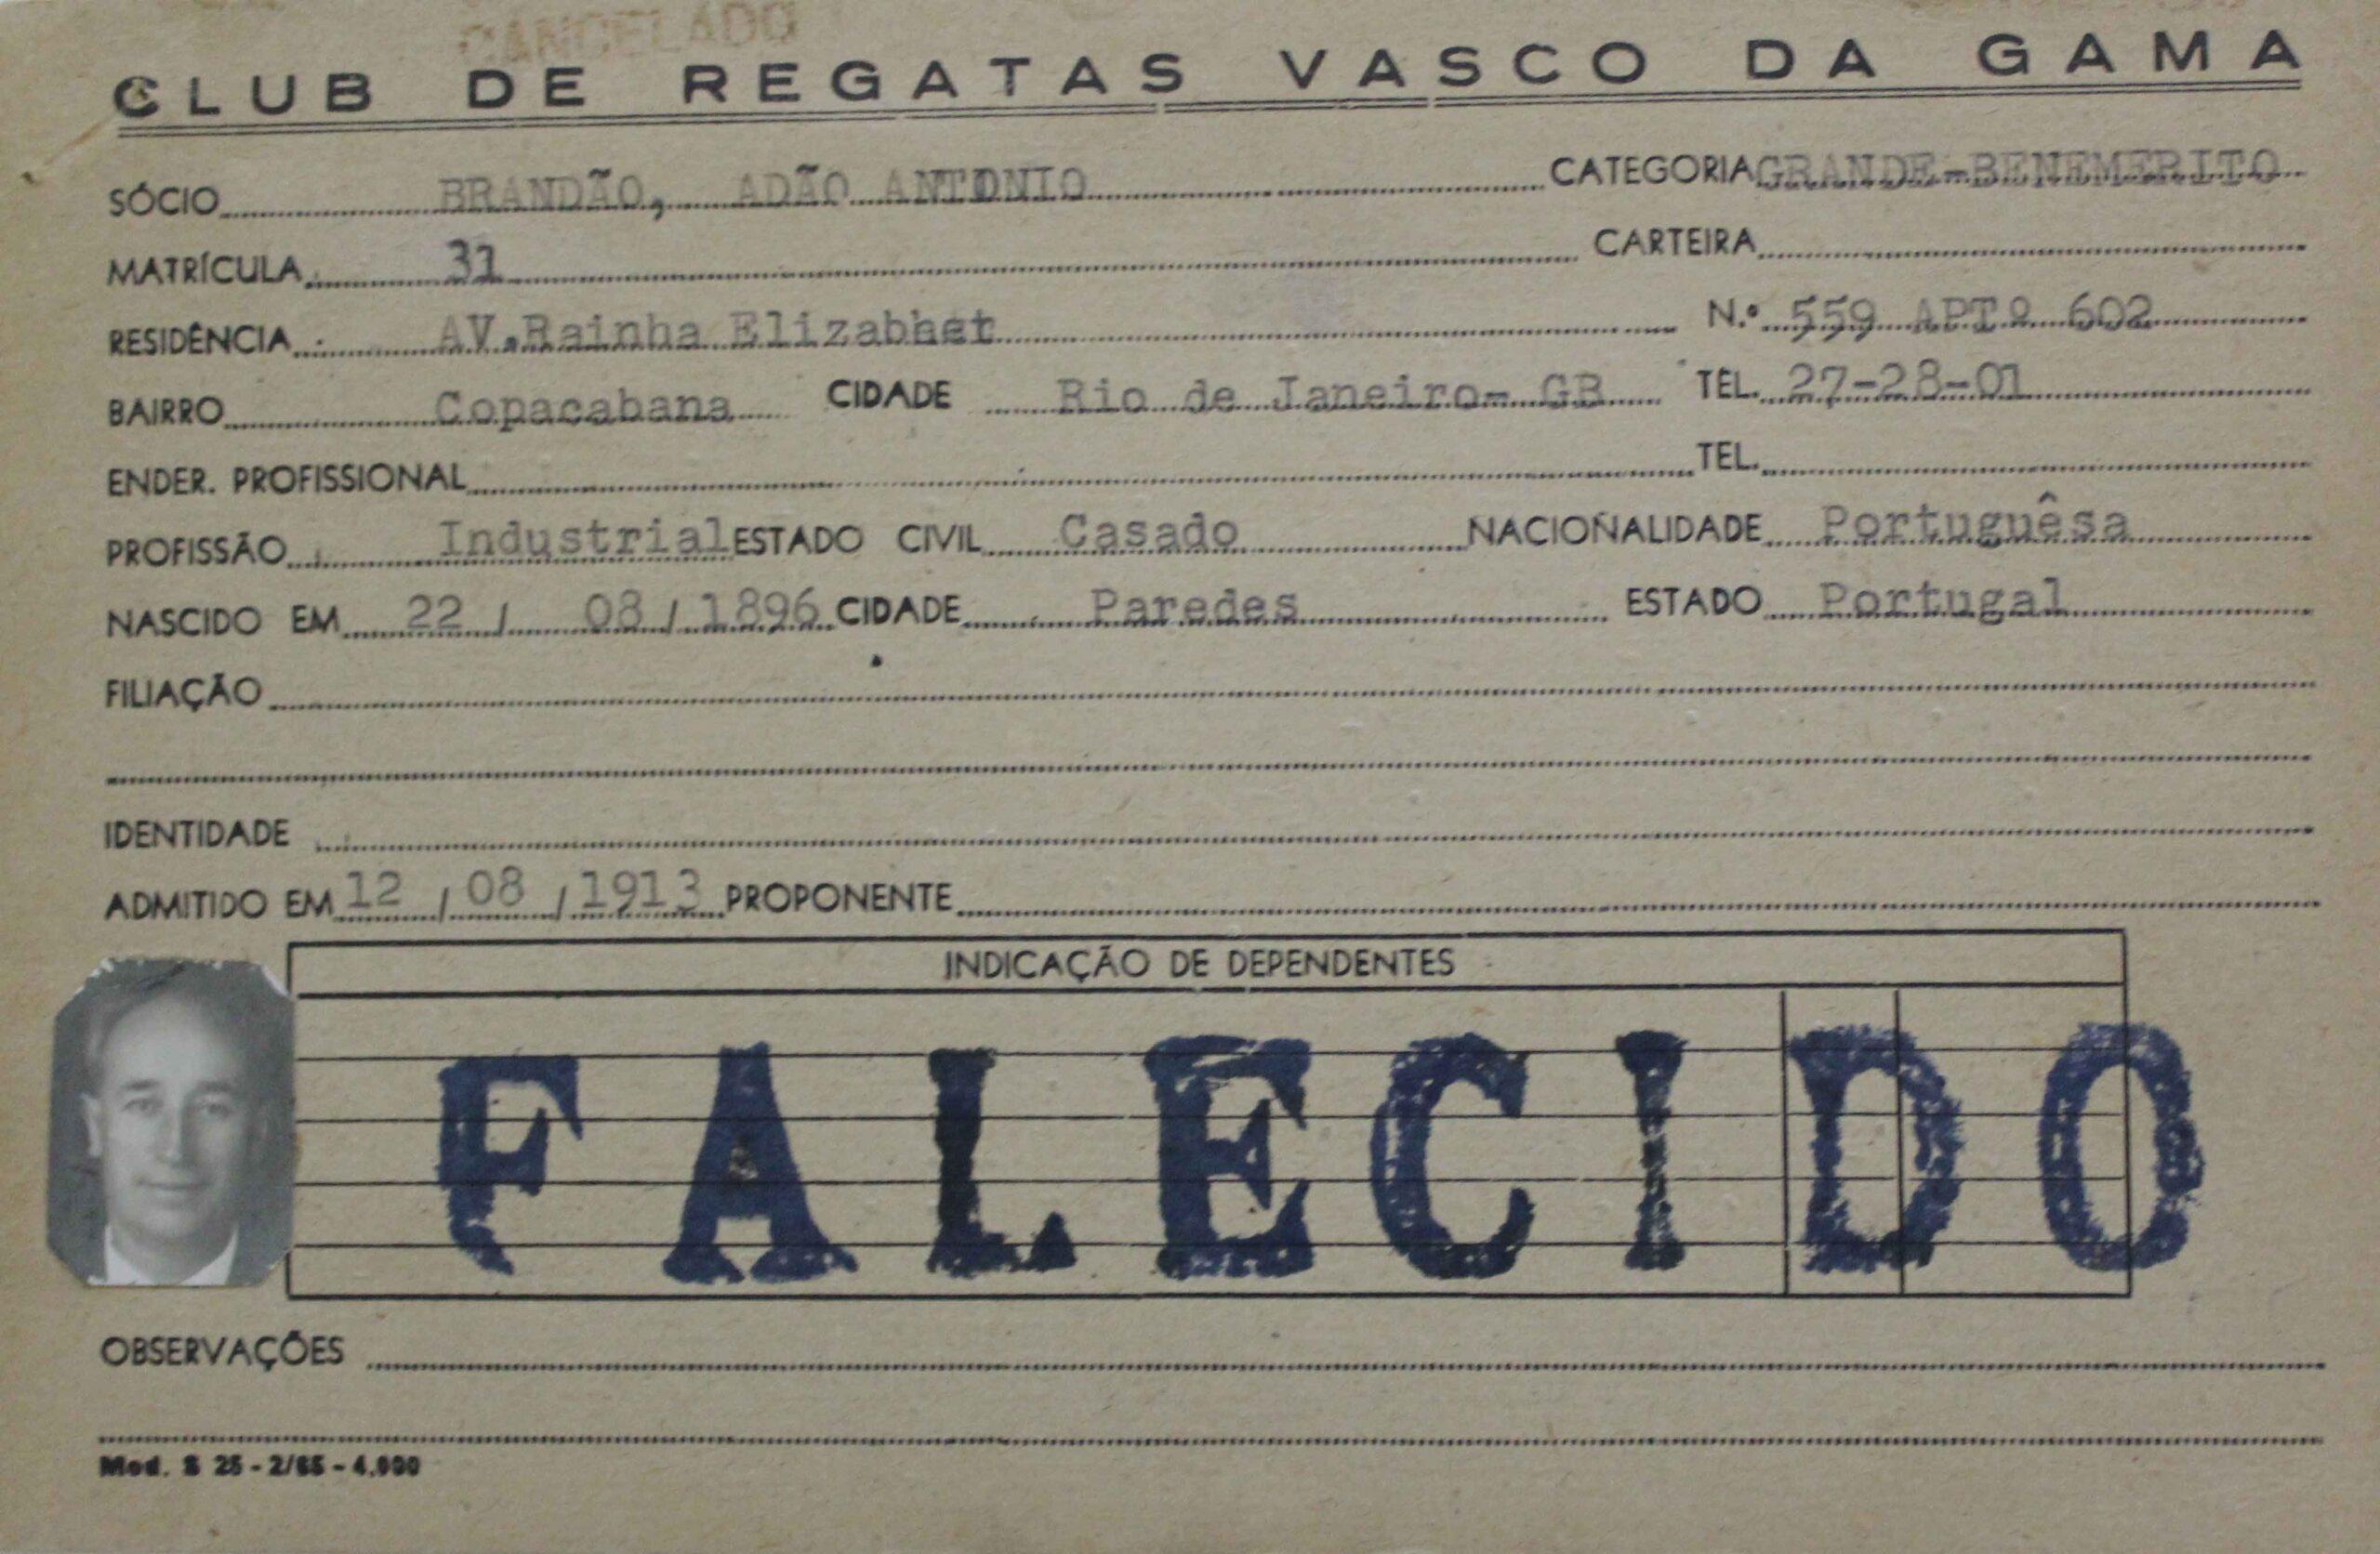 CANCELADO
CLUB DE REGATAS VASCO DA GAMA
SÓCIO BRANDÃO, ADÃO ANTONIO CATEGORIA GRANDE-BENEMERITO
MATRÍCULA 31 CARTEIRA
RESIDÊNCIA AV.Rainha Elizabhet N.º 559 APTº 602
BAIRRO Copacabana CIDADE Rio de Janeiro- GB TEL. 27-28-01
ENDER. PROFISSIONAL TEL.
PROFISSÃO Industrial ESTADO CIVIL Casado NACIONALIDADE Portuguêsa
NASCIDO EM 22 / 08 / 1896 CIDADE Paredes ESTADO Portugal
FILIAÇÃO
IDENTIDADE
ADMITIDO EM 12 / 08 / 1913 PROPONENTE
INDICAÇÃO DE DEPENDENTES
FALECIDO
OBSERVAÇÕES
Mod. S 25 - 2/65 - 4.000